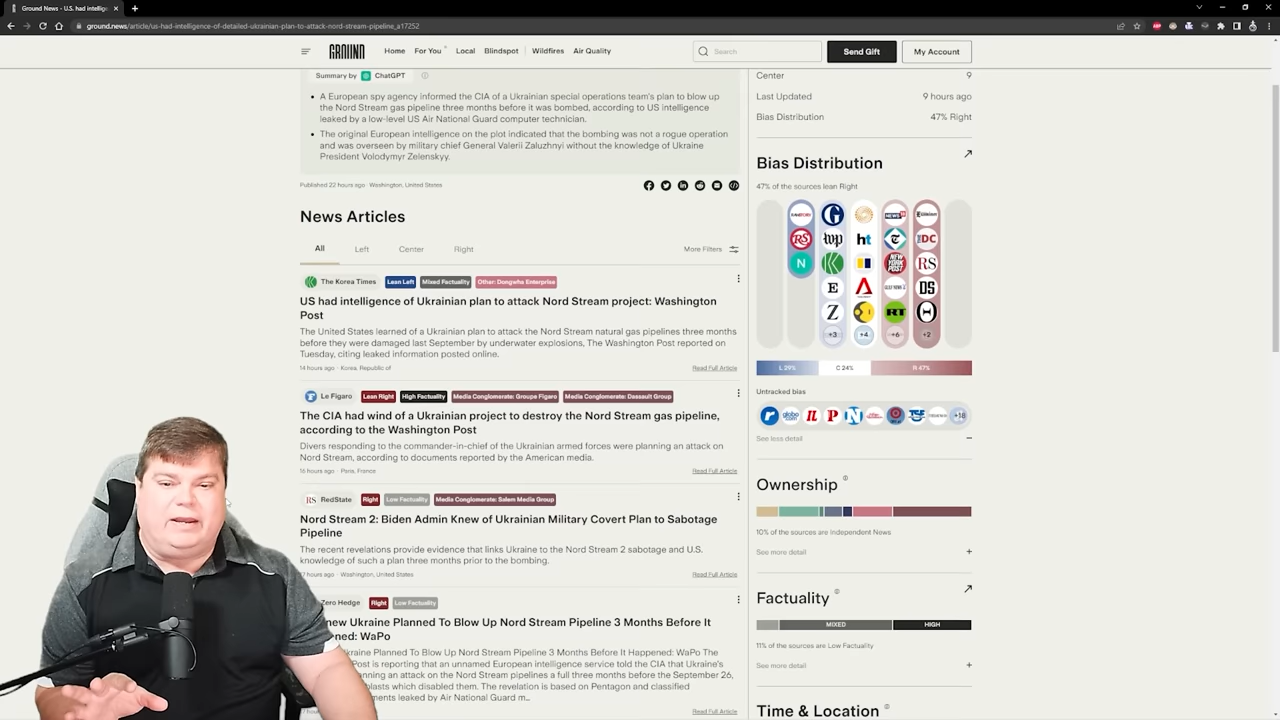 Ground News - U.S. had intellige
ground.news/article/us-had-intelligence-of-detailed-ukrainian-plan-to-attack-nord-stream-pipeline_a17252
GROUND
Home For You Local Blindspot Wildfires Air Quality
Search
Send Gift
My Account
Summary by ChatGPT
A European spy agency informed the CIA of a Ukrainian special operations team's plan to blow up
the Nord Stream gas pipeline three months before it was bombed, according to US intelligence
leaked by a low-level US Air National Guard computer technician.
The original European intelligence on the plot indicated that the bombing was not a rogue operation
and was overseen by military chief General Valerii Zaluzhnyi without the knowledge of Ukraine
President Volodymyr Zelenskyy.
Published 22 hours ago · Washington, United States
News Articles
All Left Center Right
More Filters
The Korea Times Lean Left Mixed Factuality Other: Dongwha Enterprise
US had intelligence of Ukrainian plan to attack Nord Stream project: Washington
Post
The United States learned of a Ukrainian plan to attack the Nord Stream natural gas pipelines three months
before they were damaged last September by underwater explosions, The Washington Post reported on
Tuesday, citing leaked information posted online.
14 hours ago · Korea, Republic of
Read Full Article
Le Figaro Lean Right High Factuality Media Conglomerate: Groupe Figaro Media Conglomerate: Dassault Group
The CIA had wind of a Ukrainian project to destroy the Nord Stream gas pipeline,
according to the Washington Post
Divers responding to the commander-in-chief of the Ukrainian armed forces were planning an attack on
Nord Stream, according to documents reported by the American media.
16 hours ago · Paris, France
Read Full Article
RS RedState Right Low Factuality Media Conglomerate: Salem Media Group
Nord Stream 2: Biden Admin Knew of Ukrainian Military Covert Plan to Sabotage
Pipeline
The recent revelations provide evidence that links Ukraine to the Nord Stream 2 sabotage and U.S.
knowledge of such a plan three months prior to the bombing.
7 hours ago · Washington, United States
Read Full Article
Zero Hedge Right Low Factuality
new Ukraine Planned To Blow Up Nord Stream Pipeline 3 Months Before It
ned: WaPo
Ukraine Planned To Blow Up Nord Stream Pipeline 3 Months Before It Happened: WaPo The
Post is reporting that an unnamed European intelligence service told the CIA that Ukraine's
nning an attack on the Nord Stream pipelines a full three months before the September 26,
blasts which disabled them. The revelation is based on Pentagon and classified
ments leaked by Air National Guard m...
Read Full Article
Center 9
Last Updated 9 hours ago
Bias Distribution 47% Right
Bias Distribution
47% of the sources lean Right
RS
N
G
wp
E
Z
+3
ht
+4
NEW YORK POST
RT
+6
DC
RS
DS
+2
L 29% C 24% R 47%
Untracked bias
+18
See less detail
Ownership
10% of the sources are Independent News
See more detail
Factuality
MIXED HIGH
11% of the sources are Low Factuality
See more detail
Time & Location